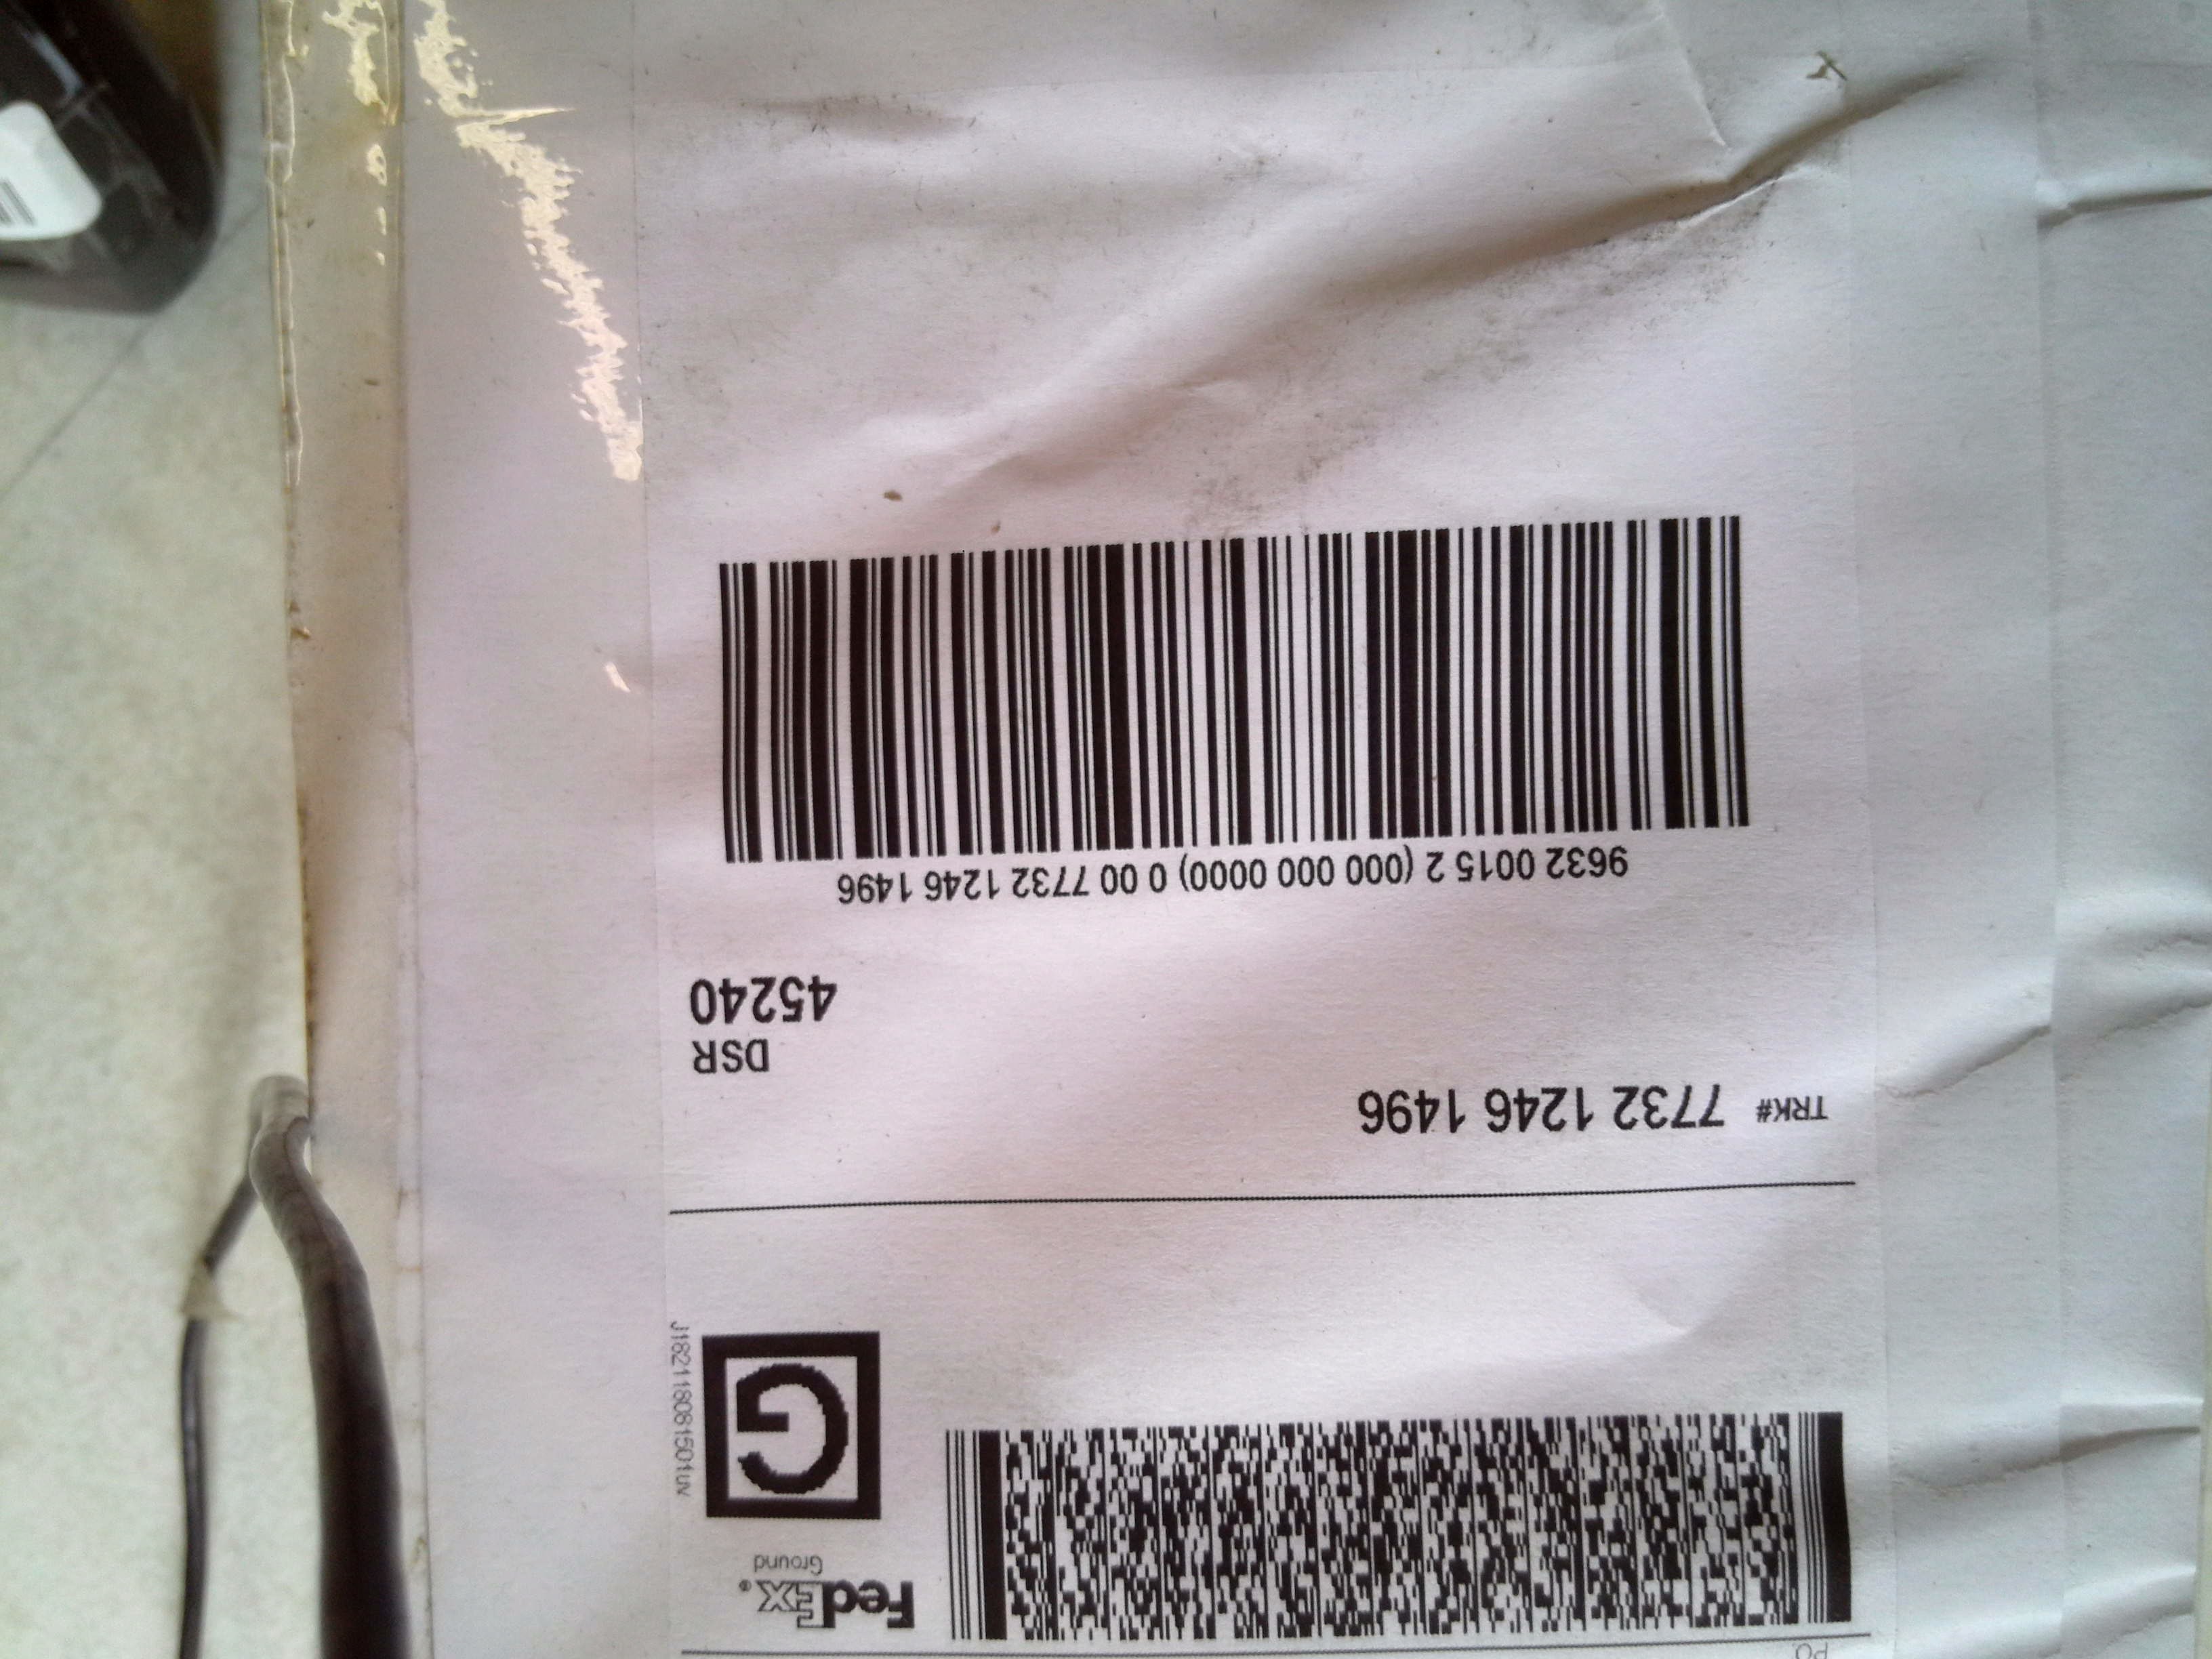 PO
FedEx®
Ground
G
J182118081501uv
TRK# 7732 1246 1496
DSR
45240
9632 0015 2 (000 000 0000) 0 00 7732 1246 1496